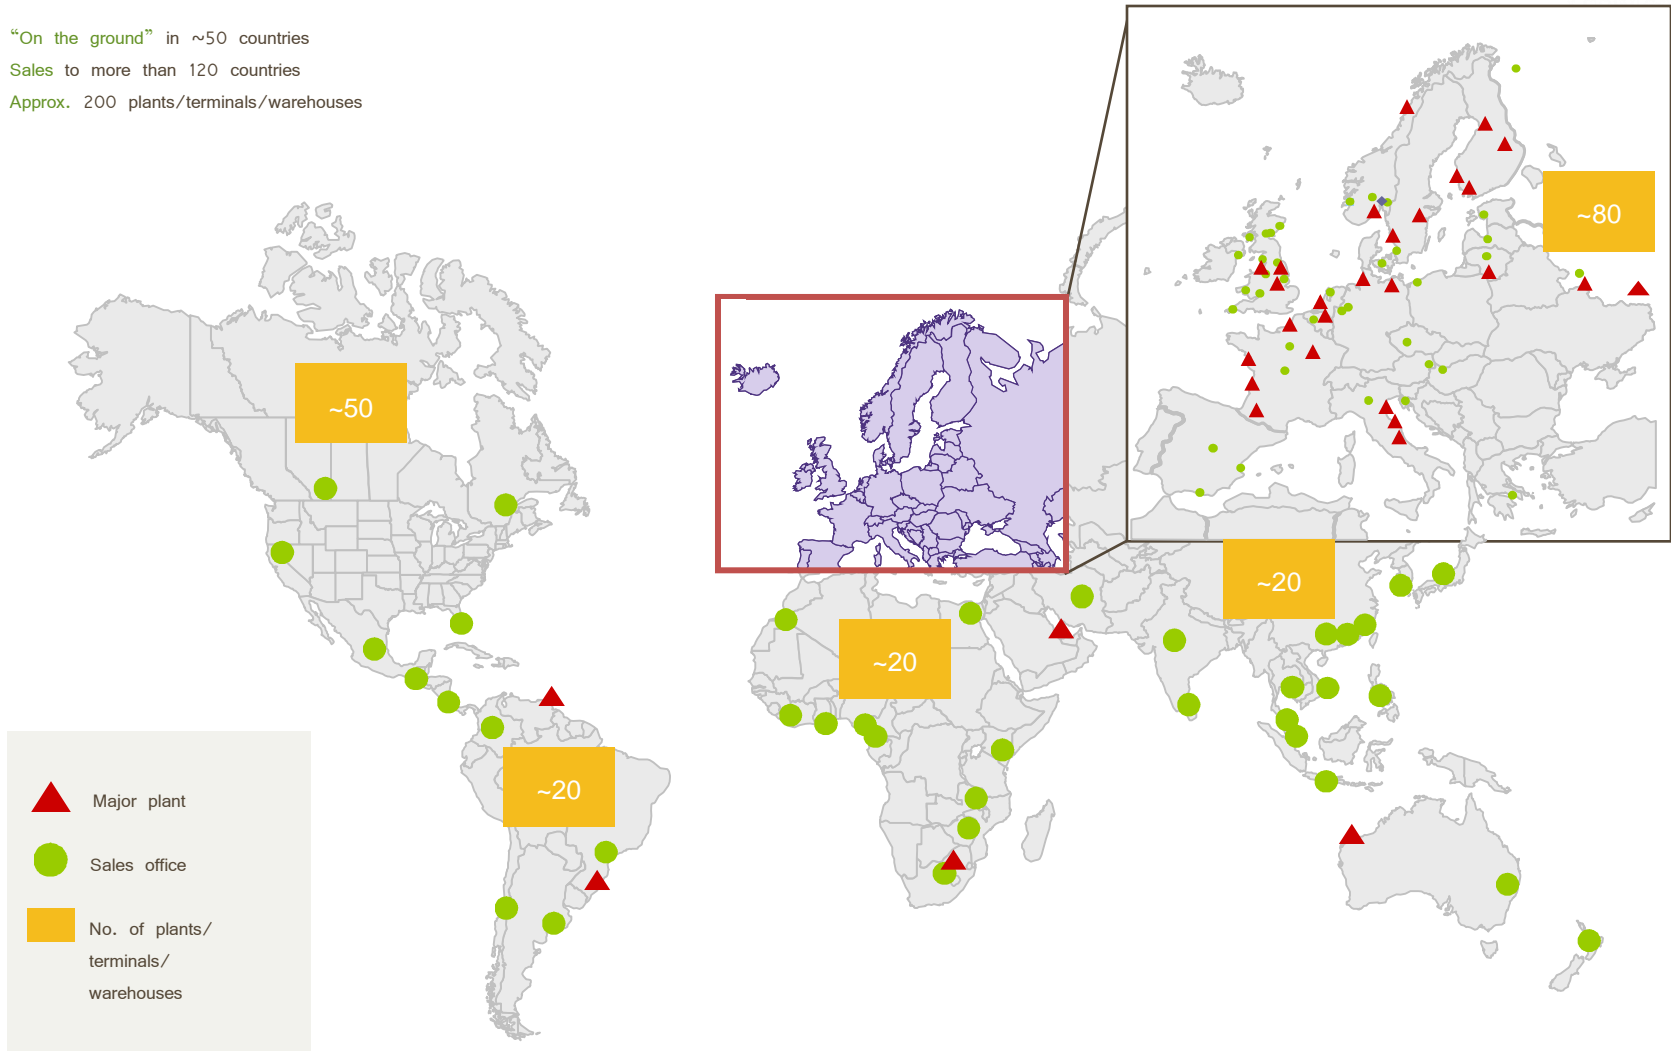 “On the ground” in ~50 countries
Sales to more than 120 countries
Approx. 200 plants/terminals/warehouses
~80
~50
~20
~20
~20
Major plant
Sales office
No. of plants/
terminals/
warehouses